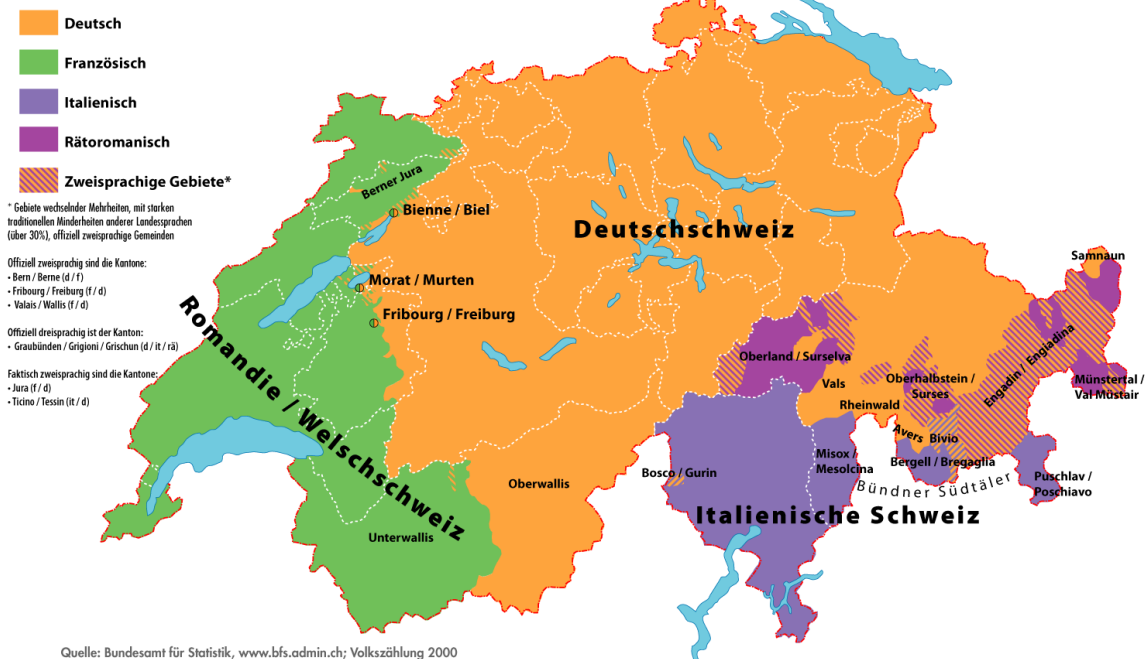 Deutsch
Französisch
Italienisch
Rätoromanisch
Zweisprachige Gebiete*
* Gebiete wechselnder Mehrheiten, mit starken
traditionellen Minderheiten anderer Landessprachen
(über 30%), offiziell zweisprachige Gemeinden
Offiziell zweisprachig sind die Kantone:
• Bern / Berne (d / f)
• Fribourg / Freiburg (f / d)
• Valais / Wallis (f / d)
Offiziell dreisprachig ist der Kanton:
• Graubünden / Grigioni / Grischun (d / it / rä)
Faktisch zweisprachig sind die Kantone:
• Jura (f / d)
• Ticino / Tessin (it / d)
Berner Jura
Bienne / Biel
Morat / Murten
Fribourg / Freiburg
Romandie / Welschschweiz
Unterwallis
Oberwallis
Deutschschweiz
Samnaun
Oberland / Surselva
Vals
Rheinwald
Oberhalbstein /
Surses
Engadin / Engiadina
Münstertal /
Val Müstair
Avers
Bivio
Bergell / Bregaglia
Bosco / Gurin
Misox /
Mesolcina
Puschlav /
Poschiavo
Bündner Südtäler
Italienische Schweiz
Quelle: Bundesamt für Statistik, www.bfs.admin.ch; Volkszählung 2000